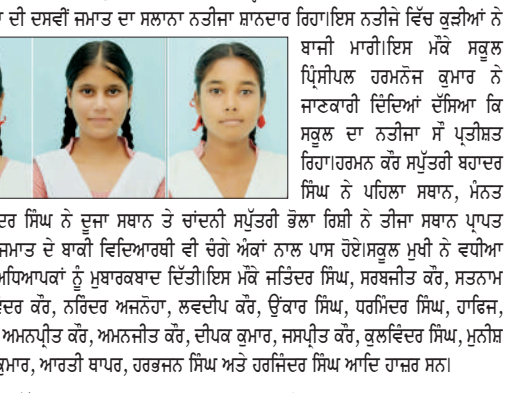 ਦੀ ਦਸਵੀਂ ਜਮਾਤ ਦਾ ਸਲਾਨਾ ਨਤੀਜਾ ਸ਼ਾਨਦਾਰ ਰਿਹਾ।ਇਸ ਨਤੀਜੇ ਵਿੱਚ ਕੁੜੀਆਂ ਨੇ
ਬਾਜੀ ਮਾਰੀ।ਇਸ ਮੌਕੇ ਸਕੂਲ
ਪ੍ਰਿੰਸੀਪਲ ਹਰਮਨੋਜ ਕੁਮਾਰ ਨੇ
ਜਾਣਕਾਰੀ ਦਿੰਦਿਆਂ ਦੱਸਿਆ ਕਿ
ਸਕੂਲ ਦਾ ਨਤੀਜਾ ਸੌ ਪ੍ਰਤੀਸ਼ਤ
ਰਿਹਾ।ਹਰਮਨ ਕੌਰ ਸਪੁੱਤਰੀ ਬਹਾਦਰ
ਸਿੰਘ ਨੇ ਪਹਿਲਾ ਸਥਾਨ, ਮੰਨਤ
ਦਰ ਸਿੰਘ ਨੇ ਦੂਜਾ ਸਥਾਨ ਤੇ ਚਾਂਦਨੀ ਸਪੁੱਤਰੀ ਭੋਲਾ ਰਿਸ਼ੀ ਨੇ ਤੀਜਾ ਸਥਾਨ ਪ੍ਰਾਪਤ
ਜਮਾਤ ਦੇ ਬਾਕੀ ਵਿਦਿਆਰਥੀ ਵੀ ਚੰਗੇ ਅੰਕਾਂ ਨਾਲ ਪਾਸ ਹੋਏ।ਸਕੂਲ ਮੁਖੀ ਨੇ ਵਧੀਆ
ਅਧਿਆਪਕਾਂ ਨੂੰ ਮੁਬਾਰਕਬਾਦ ਦਿੱਤੀ।ਇਸ ਮੌਕੇ ਜਤਿੰਦਰ ਸਿੰਘ, ਸਰਬਜੀਤ ਕੌਰ, ਸਤਨਾਮ
ਕੌਰ, ਨਰਿੰਦਰ ਅਜਨੋਹਾ, ਲਵਦੀਪ ਕੌਰ, ਉਂਕਾਰ ਸਿੰਘ, ਧਰਮਿੰਦਰ ਸਿੰਘ, ਹਾਫਿਜ਼,
ਅਮਨਪ੍ਰੀਤ ਕੌਰ, ਅਮਨਜੀਤ ਕੌਰ, ਦੀਪਕ ਕੁਮਾਰ, ਜਸਪ੍ਰੀਤ ਕੌਰ, ਕੁਲਵਿੰਦਰ ਸਿੰਘ, ਮੁਨੀਸ਼
ਕੁਮਾਰ, ਆਰਤੀ ਥਾਪਰ, ਹਰਭਜਨ ਸਿੰਘ ਅਤੇ ਹਰਜਿੰਦਰ ਸਿੰਘ ਆਦਿ ਹਾਜ਼ਰ ਸਨ।